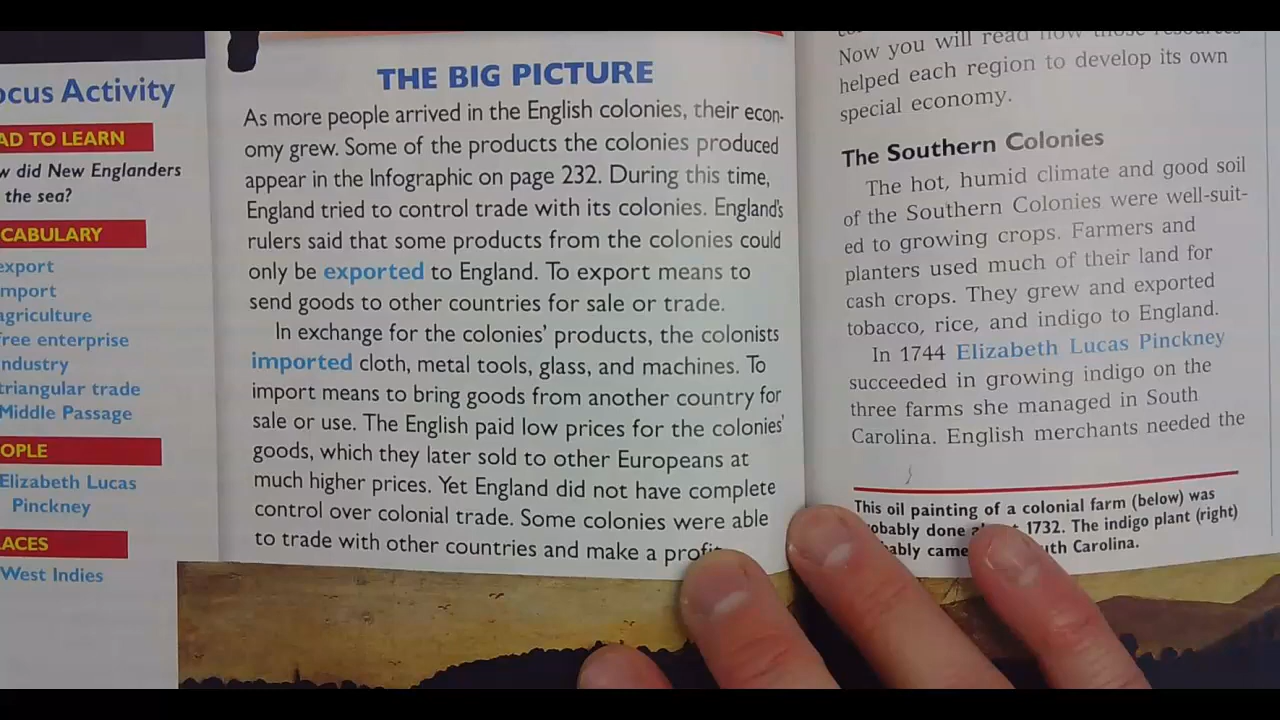 ocus Activity
AD TO LEARN
w did New Englanders
the sea?
CABULARY
export
mport
agriculture
free enterprise
industry
triangular trade
Middle Passage
OPLE
Elizabeth Lucas
Pinckney
ACES
West Indies
THE BIG PICTURE
As more people arrived in the English colonies, their econ-
omy grew. Some of the products the colonies produced
appear in the Infographic on page 232. During this time,
England tried to control trade with its colonies. England's
rulers said that some products from the colonies could
only be exported to England. To export means to
send goods to other countries for sale or trade.
In exchange for the colonies' products, the colonists
imported cloth, metal tools, glass, and machines. To
import means to bring goods from another country for
sale or use. The English paid low prices for the colonies'
goods, which they later sold to other Europeans at
much higher prices. Yet England did not have complete
control over colonial trade. Some colonies were able
to trade with other countries and make a profit
Now you will read how those resources
helped each region to develop its own
special economy.
The Southern Colonies
The hot, humid climate and good soil
of the Southern Colonies were well-suit-
ed to growing crops. Farmers and
planters used much of their land for
cash crops. They grew and exported
tobacco, rice, and indigo to England.
In 1744 Elizabeth Lucas Pinckney
succeeded in growing indigo on the
three farms she managed in South
Carolina. English merchants needed the
This oil painting of a colonial farm (below) was
obably done 1732. The indigo plant (right)
ably came uth Carolina.